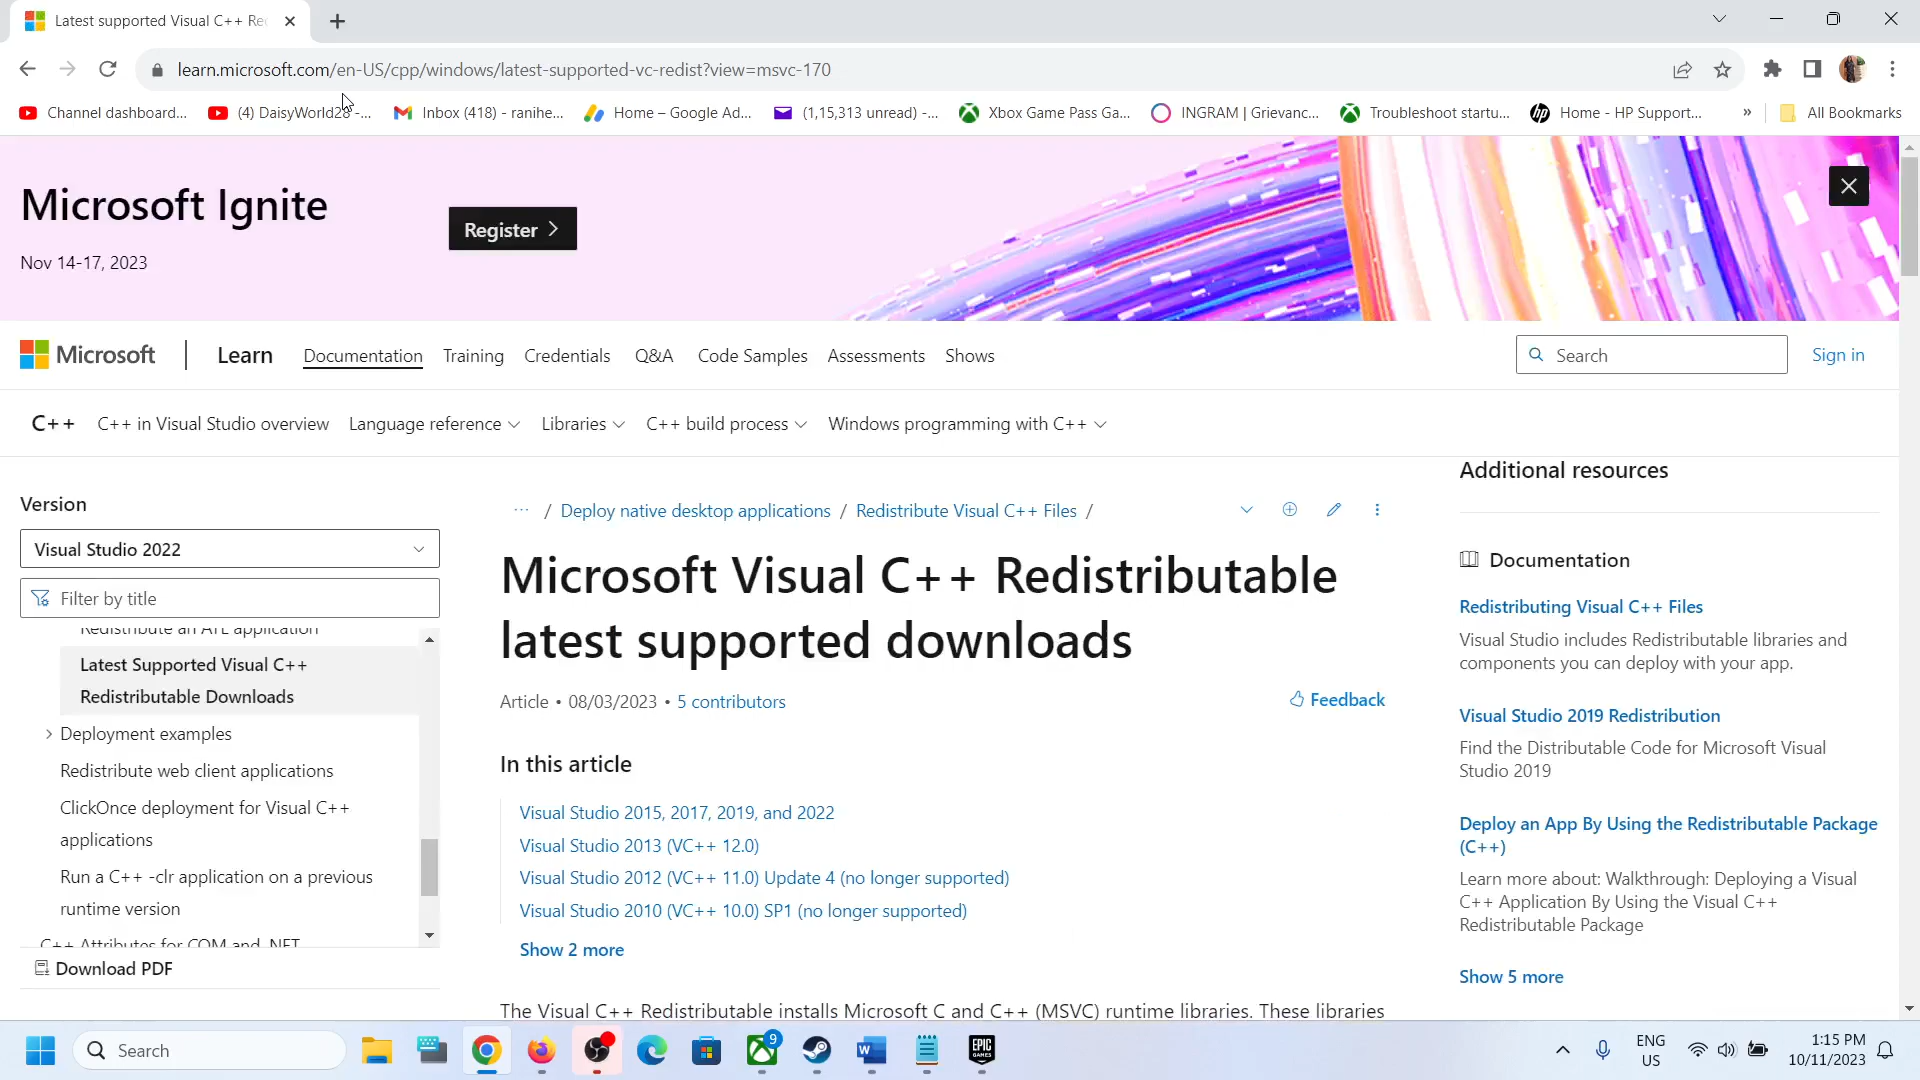 Latest supported Visual C++ Re
learn.microsoft.com/en-US/cpp/windows/latest-supported-vc-redist?view=msvc-170
Channel dashboard...
(4) DaisyWorld28 -...
Inbox (418) - ranihe...
Home – Google Ad...
(1,15,313 unread) -...
Xbox Game Pass Ga...
INGRAM | Grievanc...
Troubleshoot startu...
Home - HP Support...
»
All Bookmarks
Microsoft Ignite
Register
Nov 14-17, 2023
Microsoft
Learn
Documentation
Training
Credentials
Q&A
Code Samples
Assessments
Shows
Search
Sign in
C++
C++ in Visual Studio overview
Language reference
Libraries
C++ build process
Windows programming with C++
Version
Visual Studio 2022
Filter by title
Redistribute an ATL application
Latest Supported Visual C++
Redistributable Downloads
Deployment examples
Redistribute web client applications
ClickOnce deployment for Visual C++
applications
Run a C++ -clr application on a previous
runtime version
C++ Attributes for COM and .NET
Download PDF
... / Deploy native desktop applications / Redistribute Visual C++ Files /
Microsoft Visual C++ Redistributable
latest supported downloads
Article • 08/03/2023 • 5 contributors
Feedback
In this article
Visual Studio 2015, 2017, 2019, and 2022
Visual Studio 2013 (VC++ 12.0)
Visual Studio 2012 (VC++ 11.0) Update 4 (no longer supported)
Visual Studio 2010 (VC++ 10.0) SP1 (no longer supported)
Show 2 more
The Visual C++ Redistributable installs Microsoft C and C++ (MSVC) runtime libraries. These libraries
Additional resources
Documentation
Redistributing Visual C++ Files
Visual Studio includes Redistributable libraries and
components you can deploy with your app.
Visual Studio 2019 Redistribution
Find the Distributable Code for Microsoft Visual
Studio 2019
Deploy an App By Using the Redistributable Package
(C++)
Learn more about: Walkthrough: Deploying a Visual
C++ Application By Using the Visual C++
Redistributable Package
Show 5 more
Search
9
EPIC
GAMES
ENG
US
1:15 PM
10/11/2023